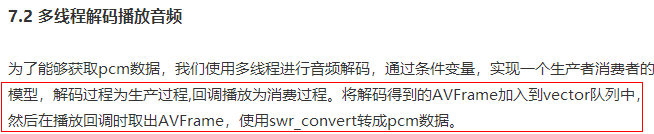 7.2 多线程解码播放音频
为了能够获取pcm数据，我们使用多线程进行音频解码，通过条件变量，实现一个生产者消费者的
模型，解码过程为生产过程,回调播放为消费过程。将解码得到的AVFrame加入到vector队列中，
然后在播放回调时取出AVFrame，使用swr_convert转成pcm数据。